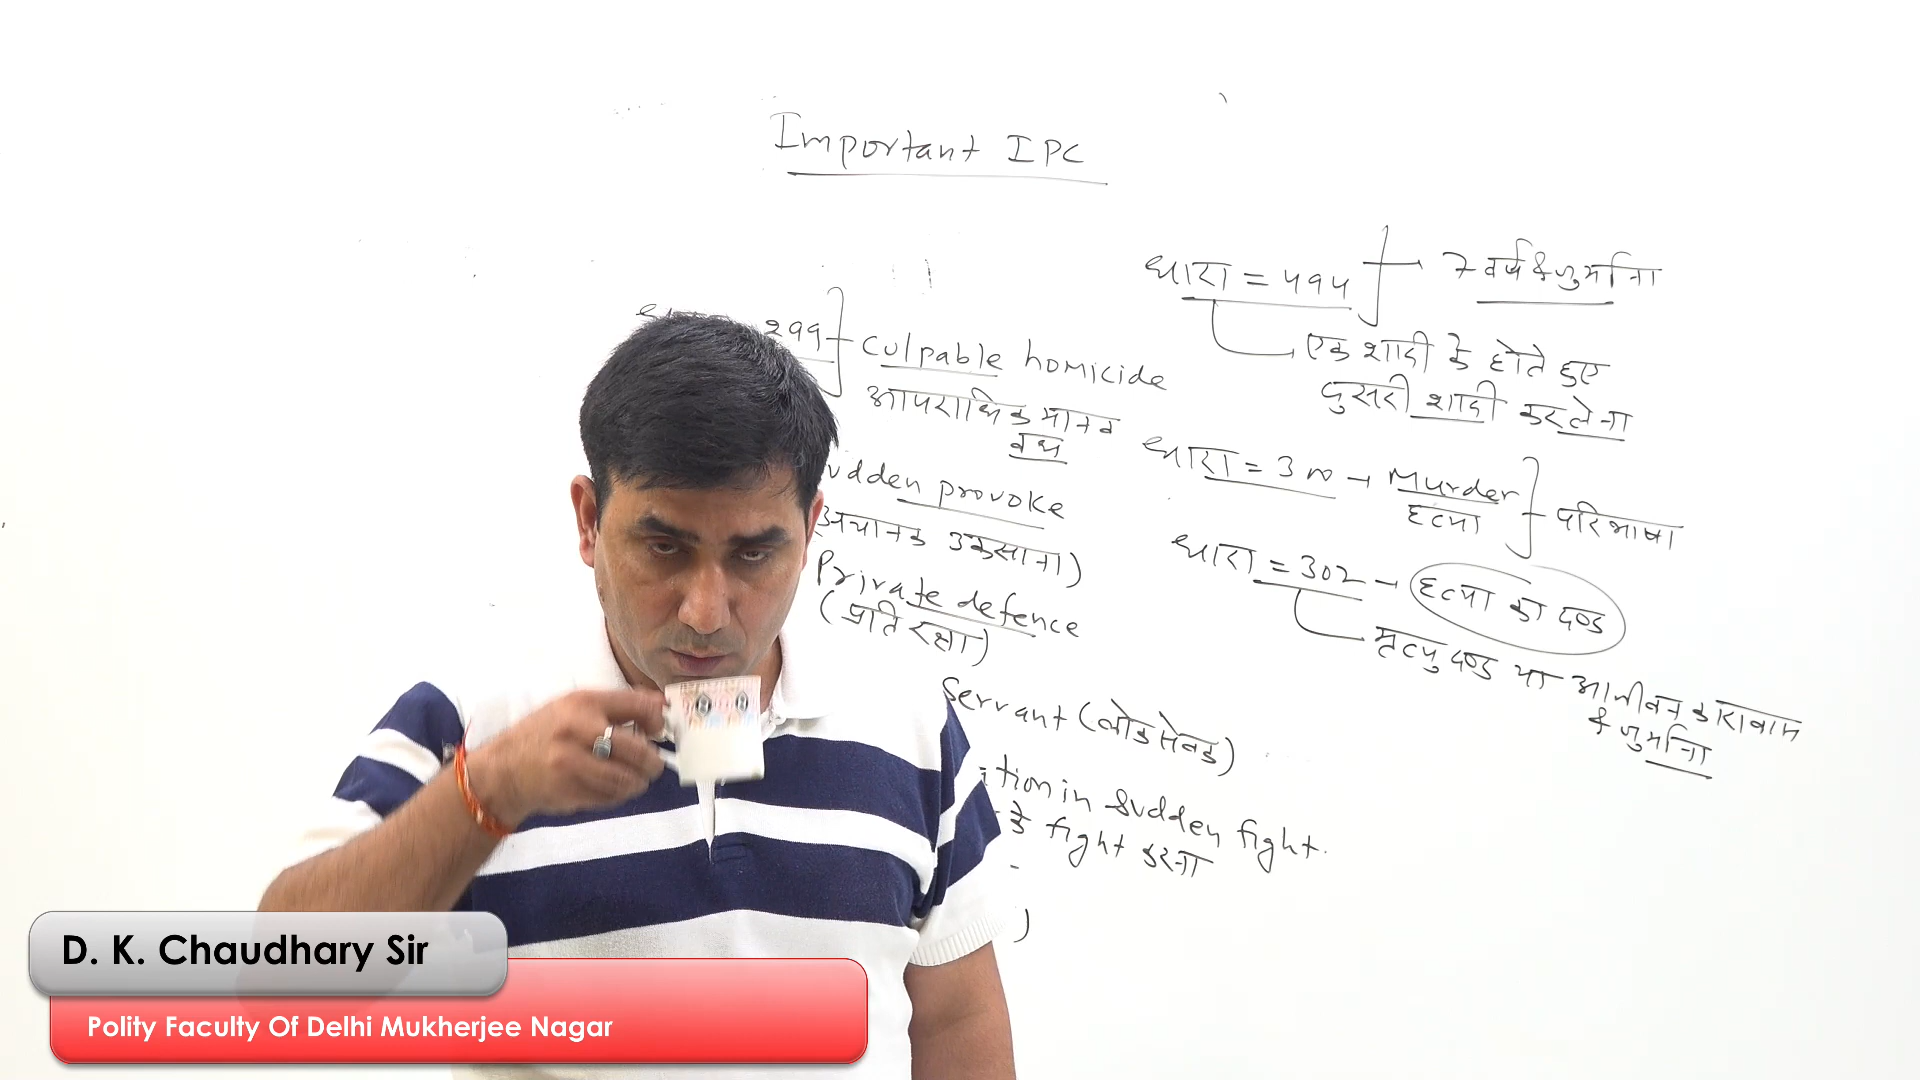 Important IPC
299
Culpable homicide
आपराधिक मानव
वध
udden provoke
(अचानक उकसाना)
Private defence
(प्रति रक्षा)
Servant (लोक सेवक)
tion in sudden fight.
के fight करना
)
धारा = 494
7 वर्ष & जुर्माना
एक शादी के होते हुए
दुसरी शादी कर लेना
धारा = 300 → Murder
हत्या
परिभाषा
धारा = 302 → हत्या का दण्ड
मृत्यु दण्ड या आजीवन कारावास
& जुर्माना
D. K. Chaudhary Sir
Polity Faculty Of Delhi Mukherjee Nagar